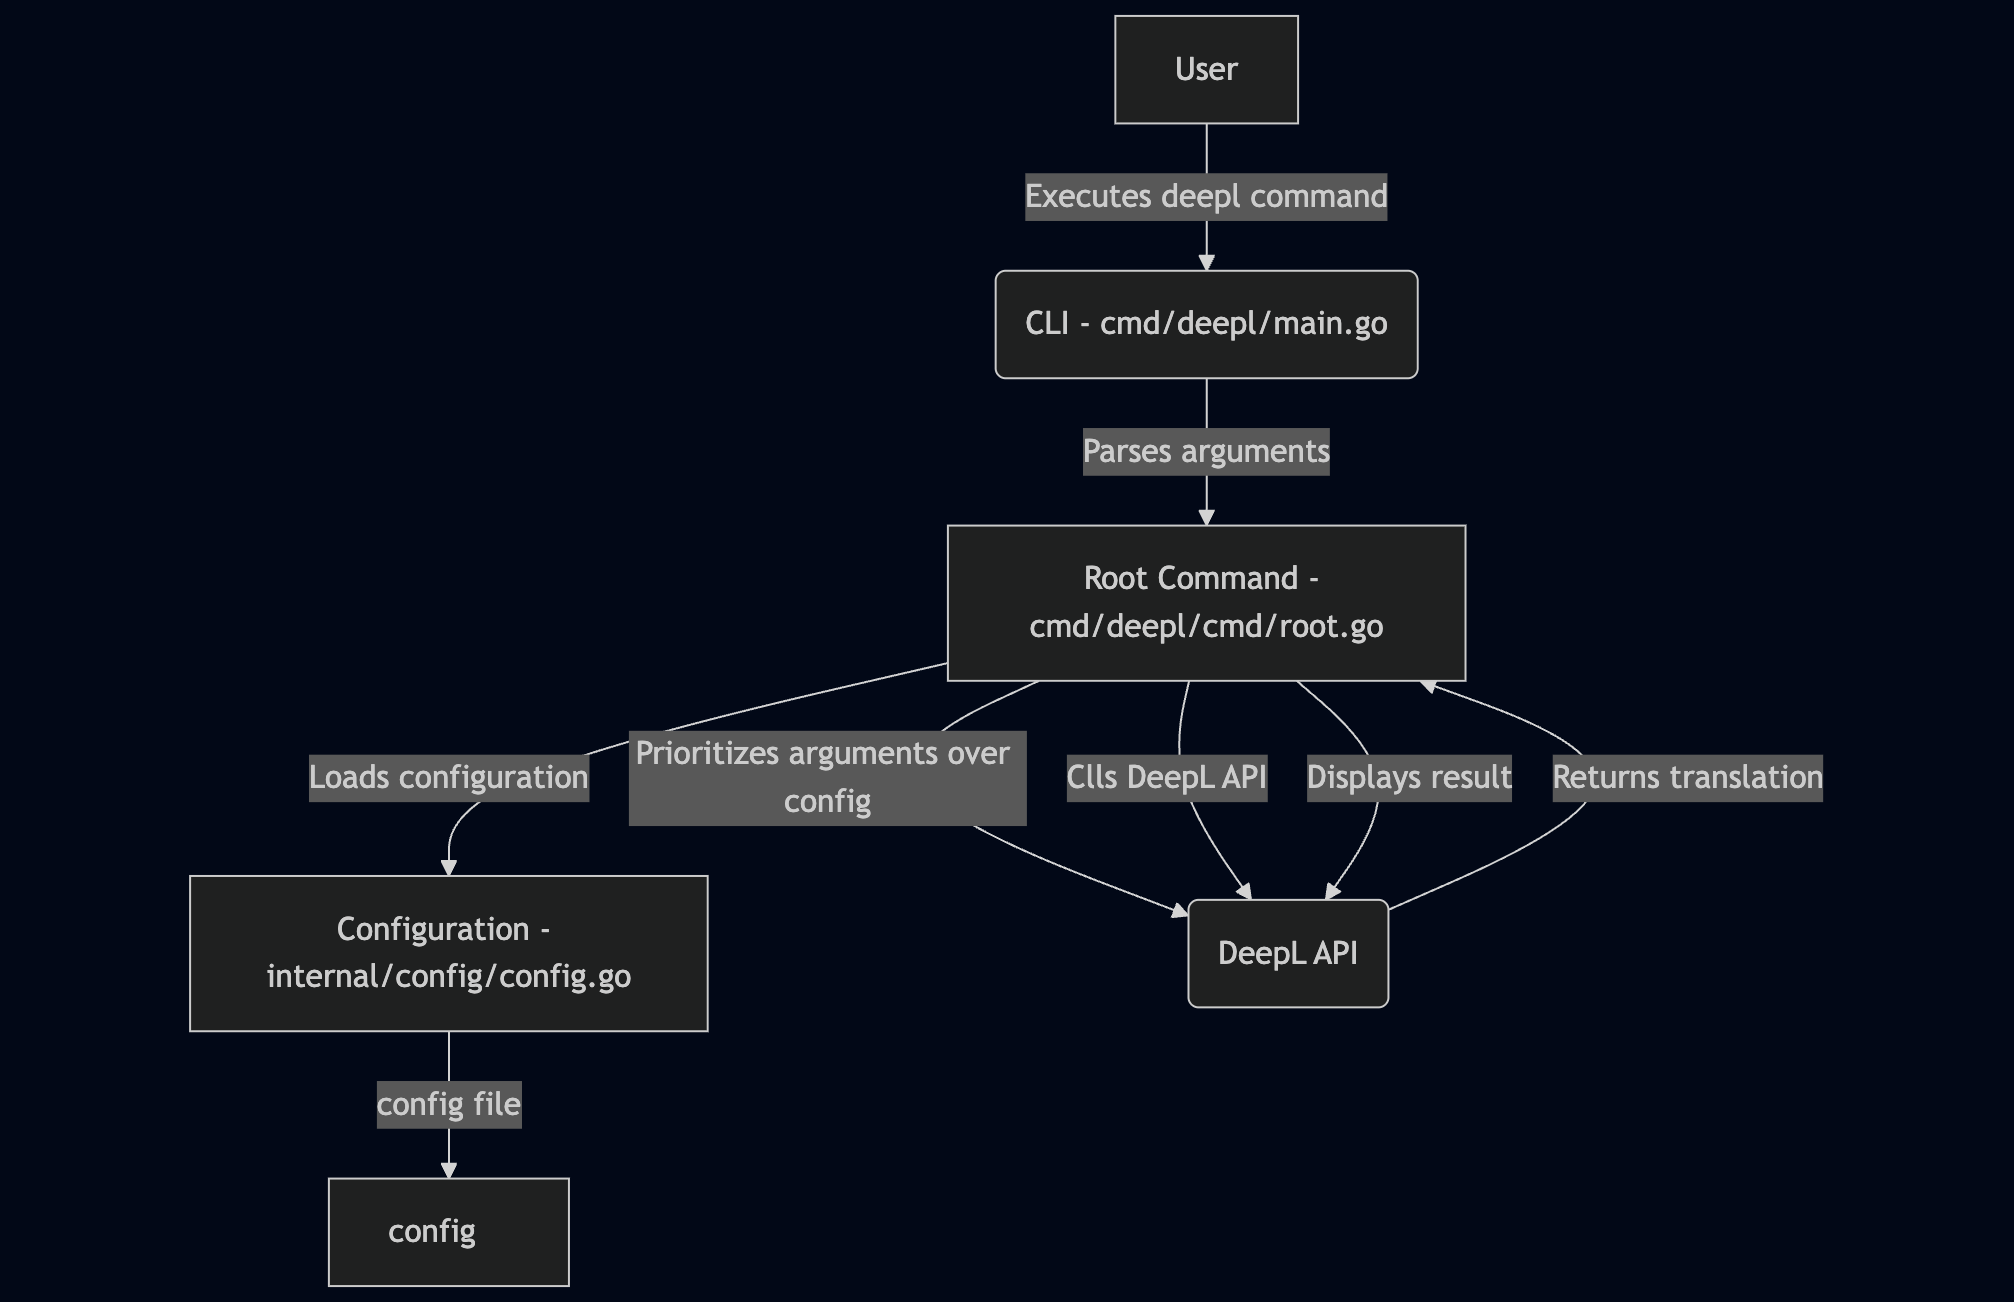 User
Executes deepl command
CLI - cmd/deepl/main.go
Parses arguments
Root Command -
cmd/deepl/cmd/root.go
Loads configuration
Prioritizes arguments over
config
Clls DeepL API
Displays result
Returns translation
Configuration -
internal/config/config.go
DeepL API
config file
config